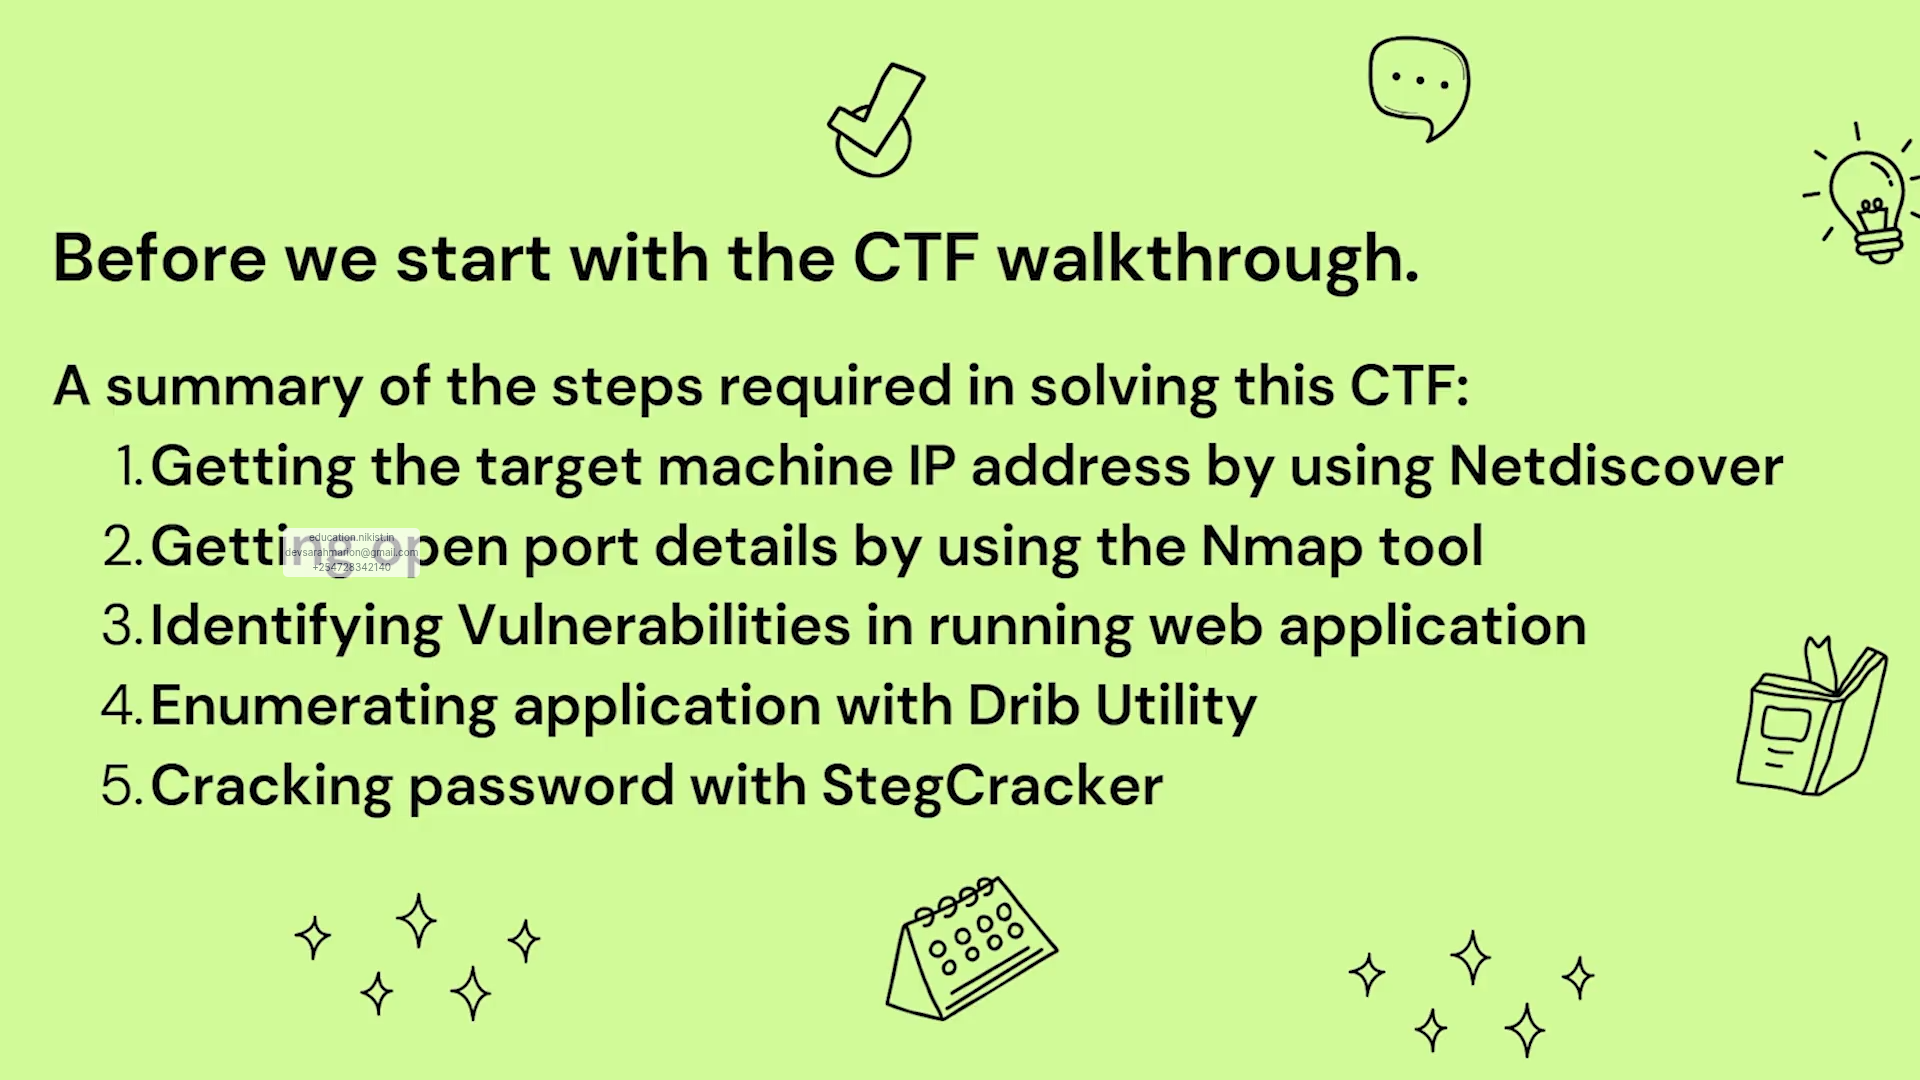 Before we start with the CTF walkthrough.
A summary of the steps required in solving this CTF:
1. Getting the target machine IP address by using Netdiscover
2. Getting open port details by using the Nmap tool
education.nikist.in
devsarahmarion@gmail.com
+254728342140
3. Identifying Vulnerabilities in running web application
4. Enumerating application with Drib Utility
5. Cracking password with StegCracker